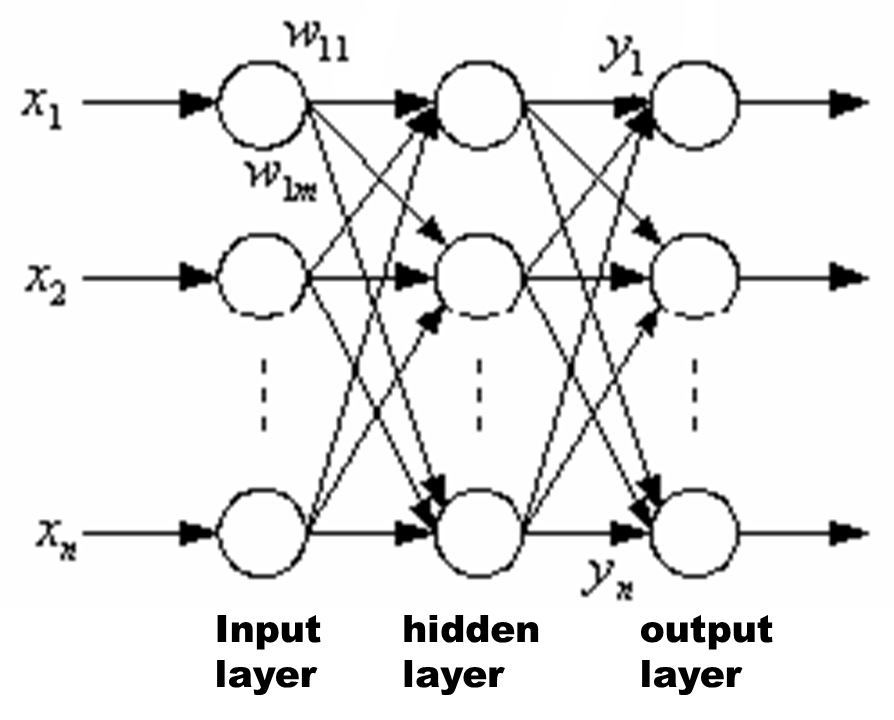 w11
y1
x1
w1m
x2
xn
yn
Input layer
hidden layer
output layer